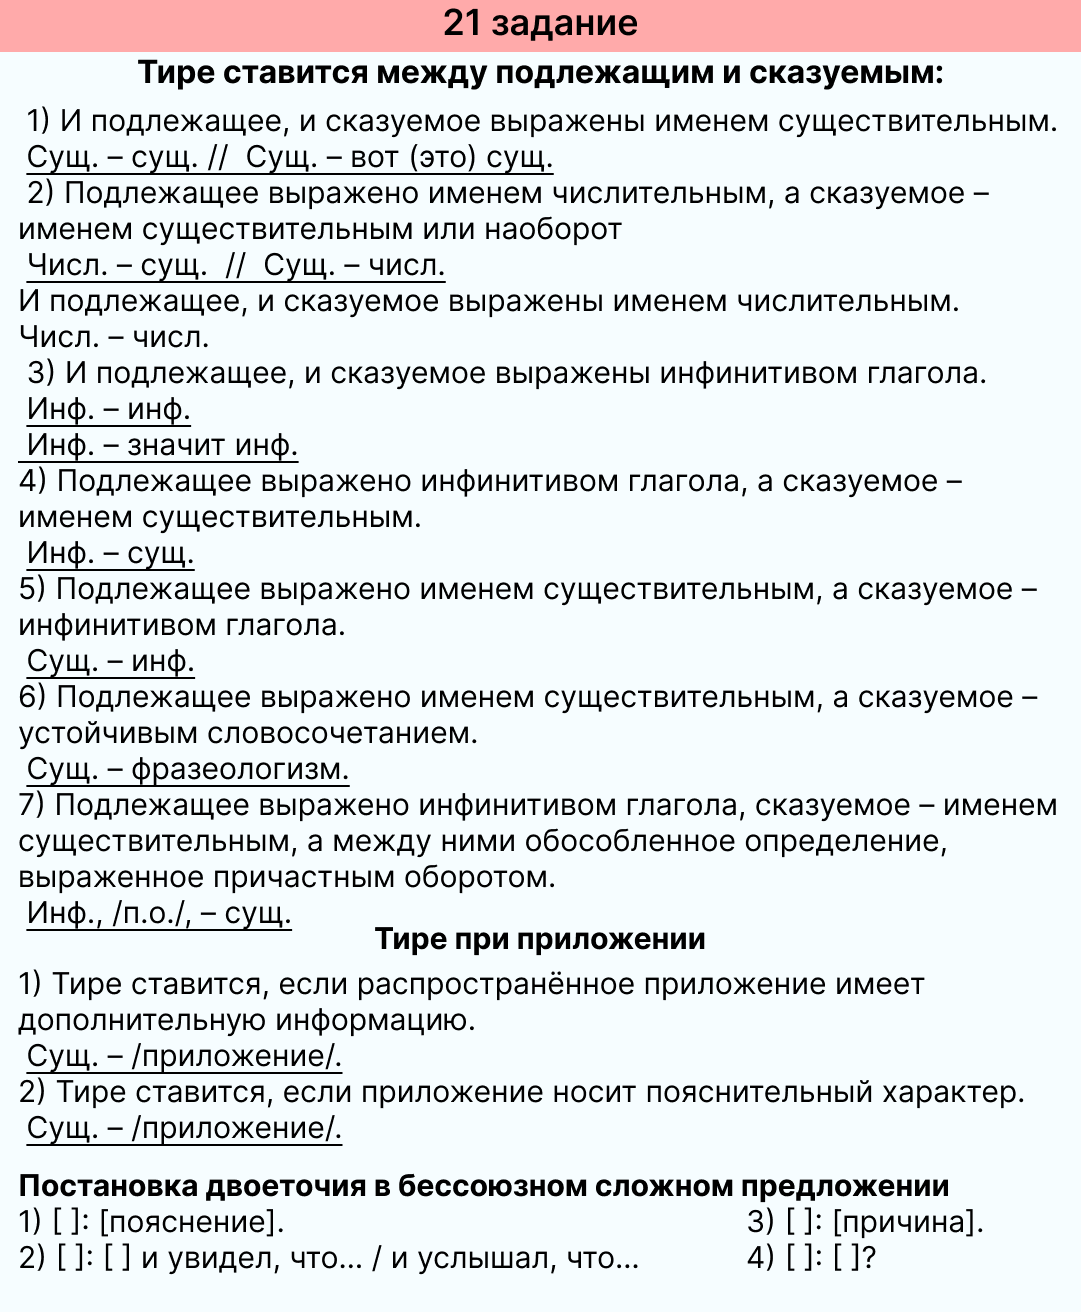 21 задание
Тире ставится между подлежащим и сказуемым:
1) И подлежащее, и сказуемое выражены именем существительным.
Сущ. – сущ. // Сущ. – вот (это) сущ.
2) Подлежащее выражено именем числительным, а сказуемое –
именем существительным или наоборот
Числ. – сущ. // Сущ. – числ.
И подлежащее, и сказуемое выражены именем числительным.
Числ. – числ.
3) И подлежащее, и сказуемое выражены инфинитивом глагола.
Инф. – инф.
Инф. – значит инф.
4) Подлежащее выражено инфинитивом глагола, а сказуемое –
именем существительным.
Инф. – сущ.
5) Подлежащее выражено именем существительным, а сказуемое –
инфинитивом глагола.
Сущ. – инф.
6) Подлежащее выражено именем существительным, а сказуемое –
устойчивым словосочетанием.
Сущ. – фразеологизм.
7) Подлежащее выражено инфинитивом глагола, сказуемое – именем
существительным, а между ними обособленное определение,
выраженное причастным оборотом.
Инф., /п.о./, – сущ.
Тире при приложении
1) Тире ставится, если распространённое приложение имеет
дополнительную информацию.
Сущ. – /приложение/.
2) Тире ставится, если приложение носит пояснительный характер.
Сущ. – /приложение/.
Постановка двоеточия в бессоюзном сложном предложении
1) [ ]: [пояснение].
2) [ ]: [ ] и увидел, что... / и услышал, что...
3) [ ]: [причина].
4) [ ]: [ ]?